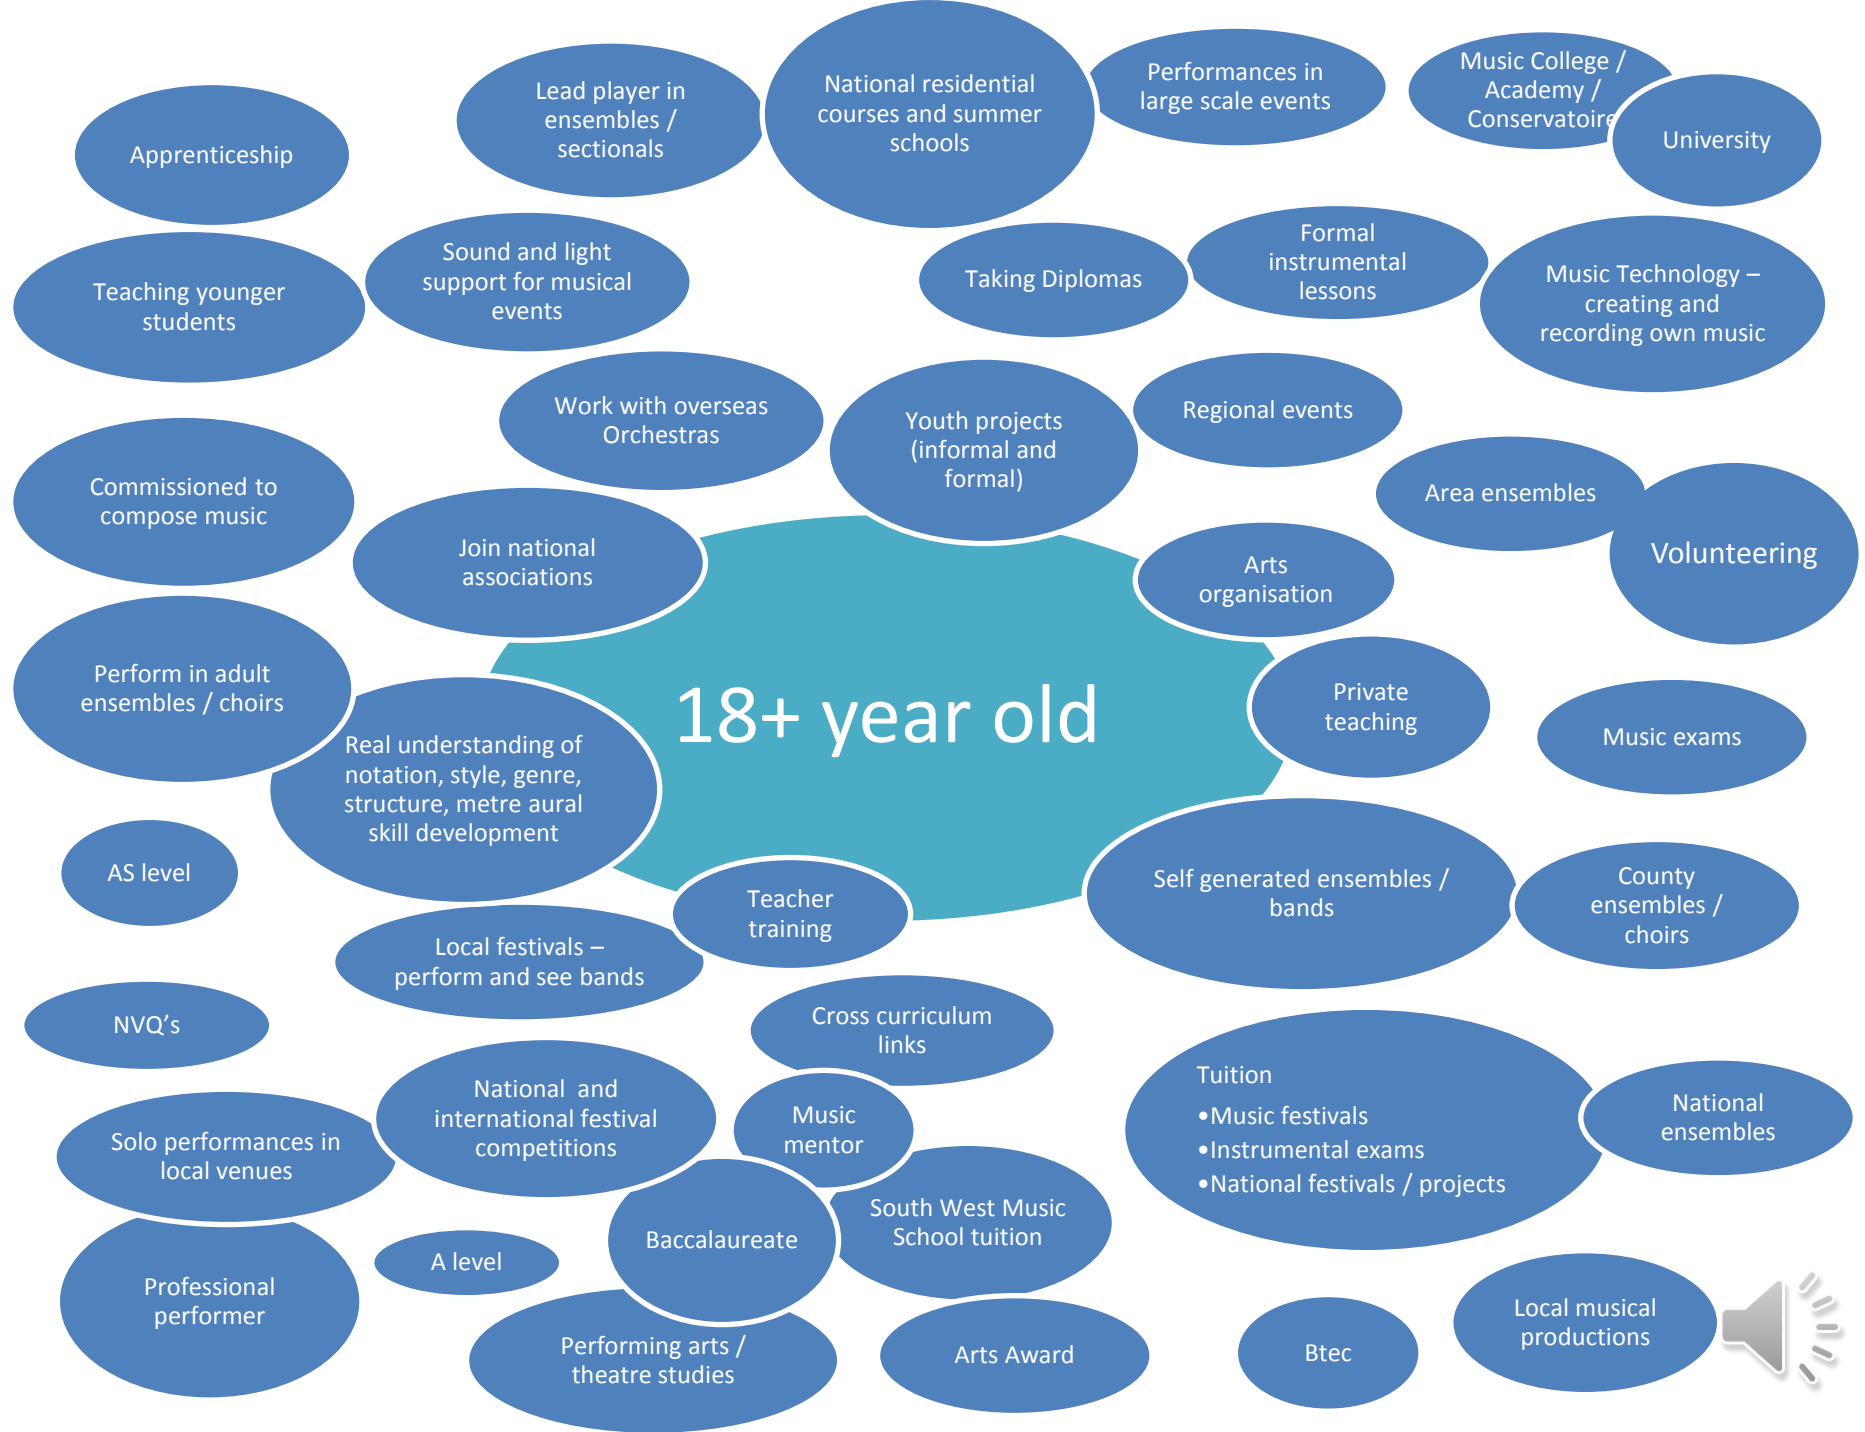 Apprenticeship
Lead player in
ensembles /
sectionals
National residential
courses and summer
schools
Performances in
large scale events
Music College /
Academy /
Conservatoire
University
Teaching younger
students
Sound and light
support for musical
events
Taking Diplomas
Formal
instrumental
lessons
Music Technology –
creating and
recording own music
Work with overseas
Orchestras
Youth projects
(informal and
formal)
Regional events
Commissioned to
compose music
Join national
associations
Area ensembles
Volunteering
Arts
organisation
Perform in adult
ensembles / choirs
18+ year old
Private
teaching
Music exams
Real understanding of
notation, style, genre,
structure, metre aural
skill development
AS level
Teacher
training
Self generated ensembles /
bands
County
ensembles /
choirs
Local festivals –
perform and see bands
NVQ’s
Cross curriculum
links
National  and
international festival
competitions
Music
mentor
Tuition
•Music festivals
•Instrumental exams
•National festivals / projects
National
ensembles
Solo performances in
local venues
South West Music
School tuition
Baccalaureate
A level
Professional
performer
Performing arts /
theatre studies
Arts Award
Btec
Local musical
productions